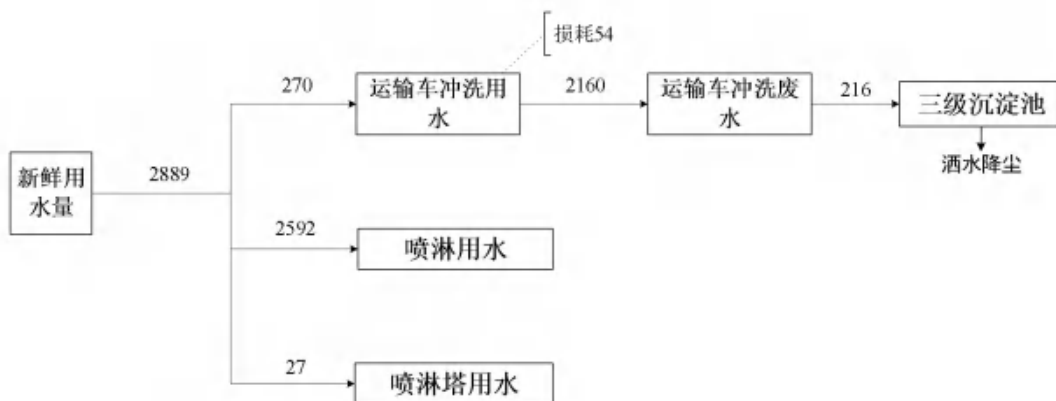 损耗54
270
运输车冲洗用
水
2160
运输车冲洗废
水
216
三级沉淀池
洒水降尘
新鲜用
水量
2889
2592
喷淋用水
27
喷淋塔用水